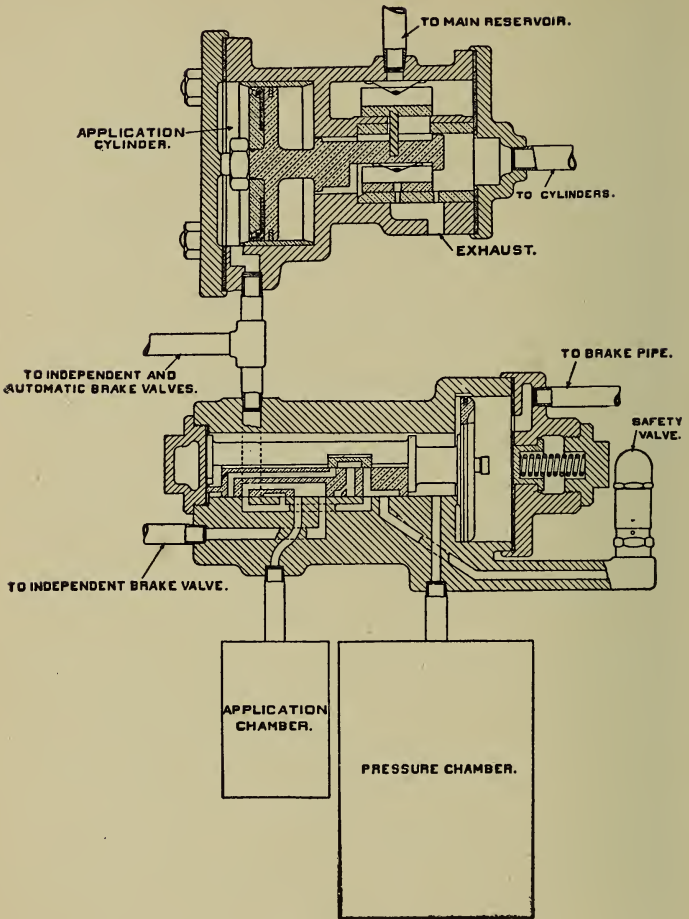 TO MAIN RESERVOIR.
APPLICATION
CYLINDER.
TO CYLINDERS.
EXHAUST.
TO INDEPENDENT AND
AUTOMATIC BRAKE VALVES.
TO BRAKE PIPE.
SAFETY
VALVE.
TO INDEPENDENT BRAKE VALVE.
APPLICATION
CHAMBER.
PRESSURE CHAMBER.